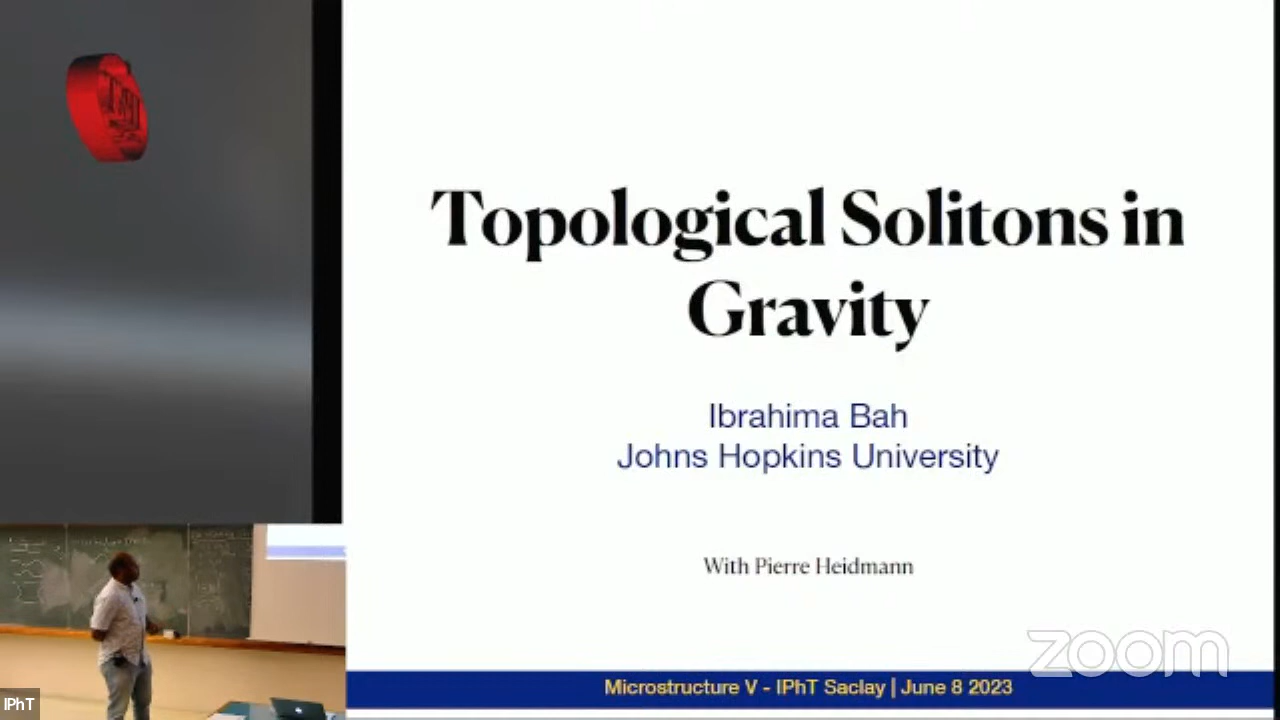 Topological Solitons in
Gravity
Ibrahima Bah
Johns Hopkins University
With Pierre Heidmann
zoom
Microstructure V - IPhT Saclay | June 8 2023
IPhT